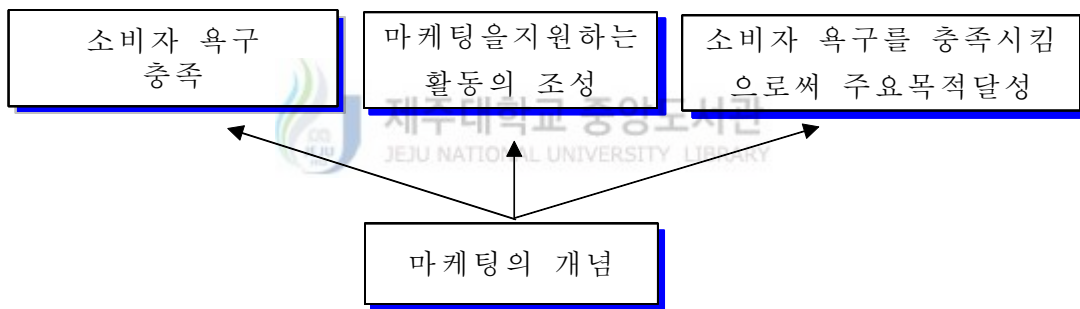 소비자 욕구
충족
마케팅을지원하는
활동의 조성
소비자 욕구를 충족시킴
으로써 주요목적달성
제주대학교 중앙도서관
JEJU NATIONAL UNIVERSITY LIBRARY
마케팅의 개념